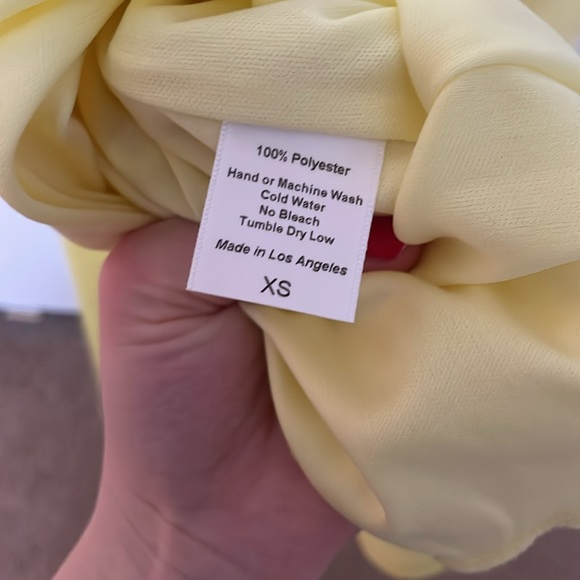 100% Polyester
Hand or Machine Wash
Cold Water
No Bleach
Tumble Dry Low
Made in Los Angeles
XS